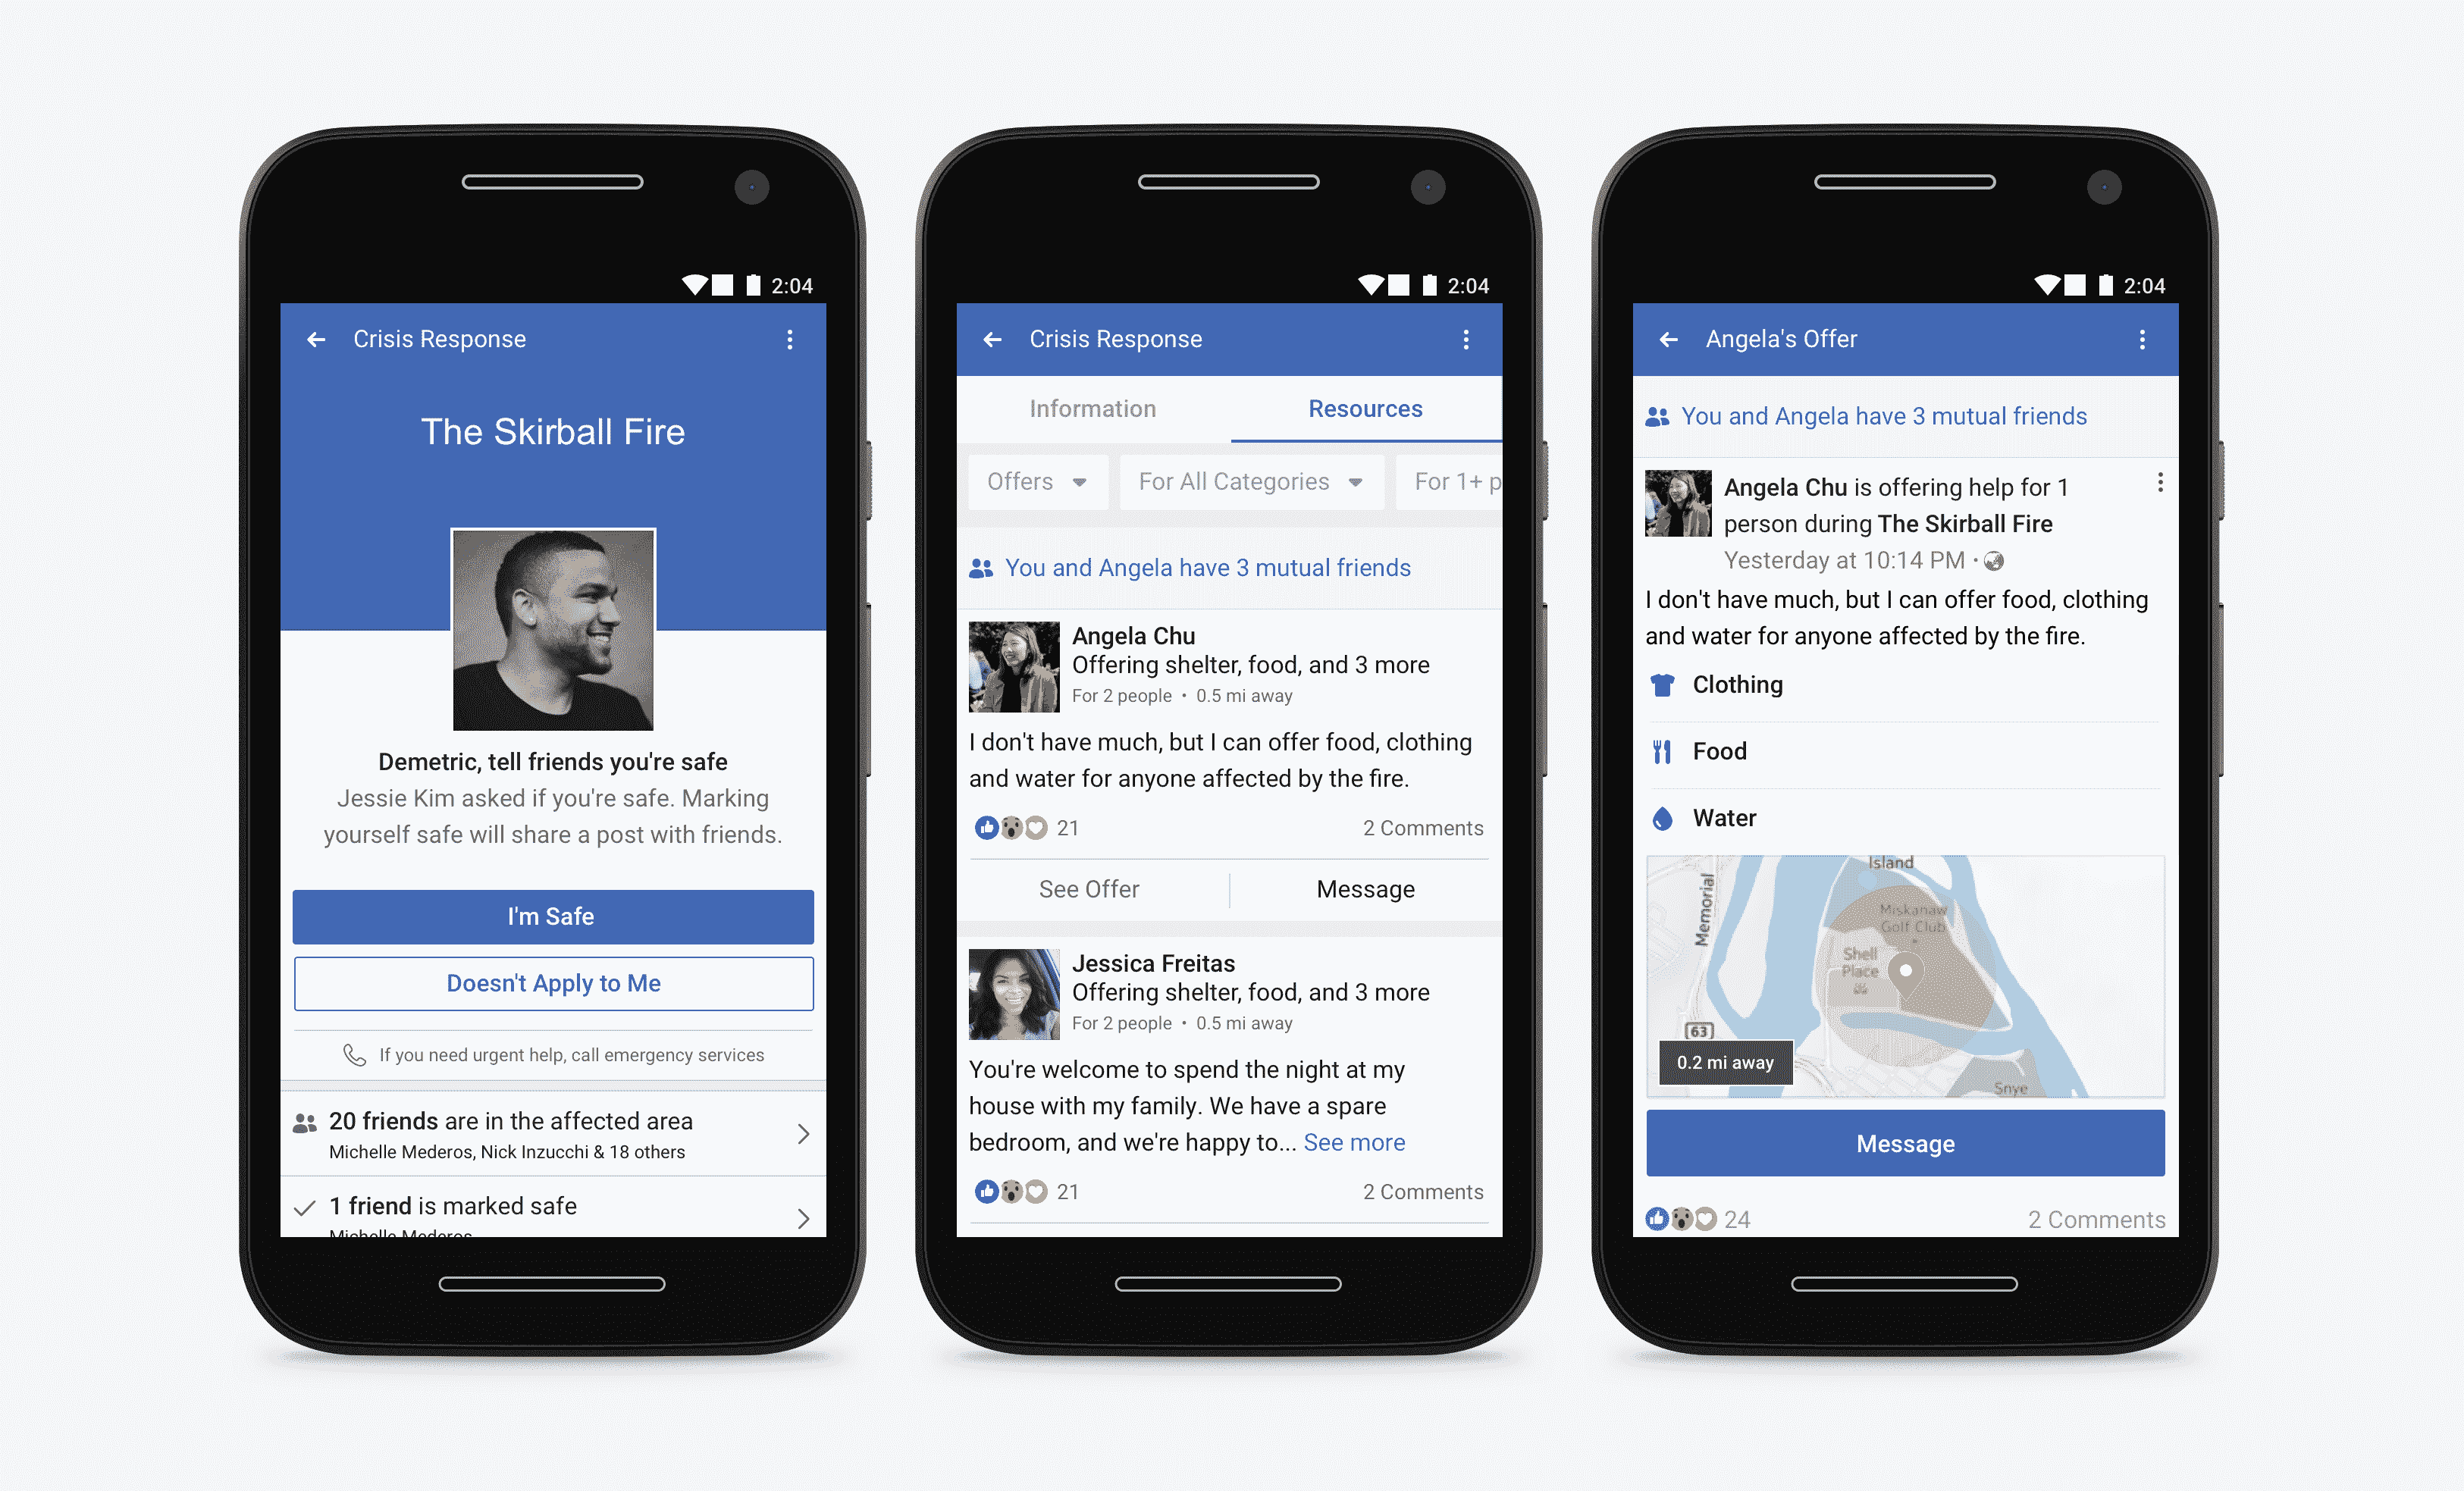 2:04
Crisis Response
The Skirball Fire
Demetric, tell friends you're safe
Jessie Kim asked if you're safe. Marking
yourself safe will share a post with friends.
I'm Safe
Doesn't Apply to Me
If you need urgent help, call emergency services
20 friends are in the affected area
Michelle Mederos, Nick Inzucchi & 18 others
1 friend is marked safe
Michelle Mederos
2:04
Crisis Response
Information
Resources
Offers
For All Categories
For 1+ p
You and Angela have 3 mutual friends
Angela Chu
Offering shelter, food, and 3 more
For 2 people • 0.5 mi away
I don't have much, but I can offer food, clothing
and water for anyone affected by the fire.
21
2 Comments
See Offer
Message
Jessica Freitas
Offering shelter, food, and 3 more
For 2 people • 0.5 mi away
You're welcome to spend the night at my
house with my family. We have a spare
bedroom, and we're happy to... See more
21
2 Comments
2:04
Angela's Offer
You and Angela have 3 mutual friends
Angela Chu is offering help for 1
person during The Skirball Fire
Yesterday at 10:14 PM •
I don't have much, but I can offer food, clothing
and water for anyone affected by the fire.
Clothing
Food
Water
Island
Memorial
Miskanaw
Golf Club
Shell
Place
63
0.2 mi away
Snye
Message
24
2 Comments